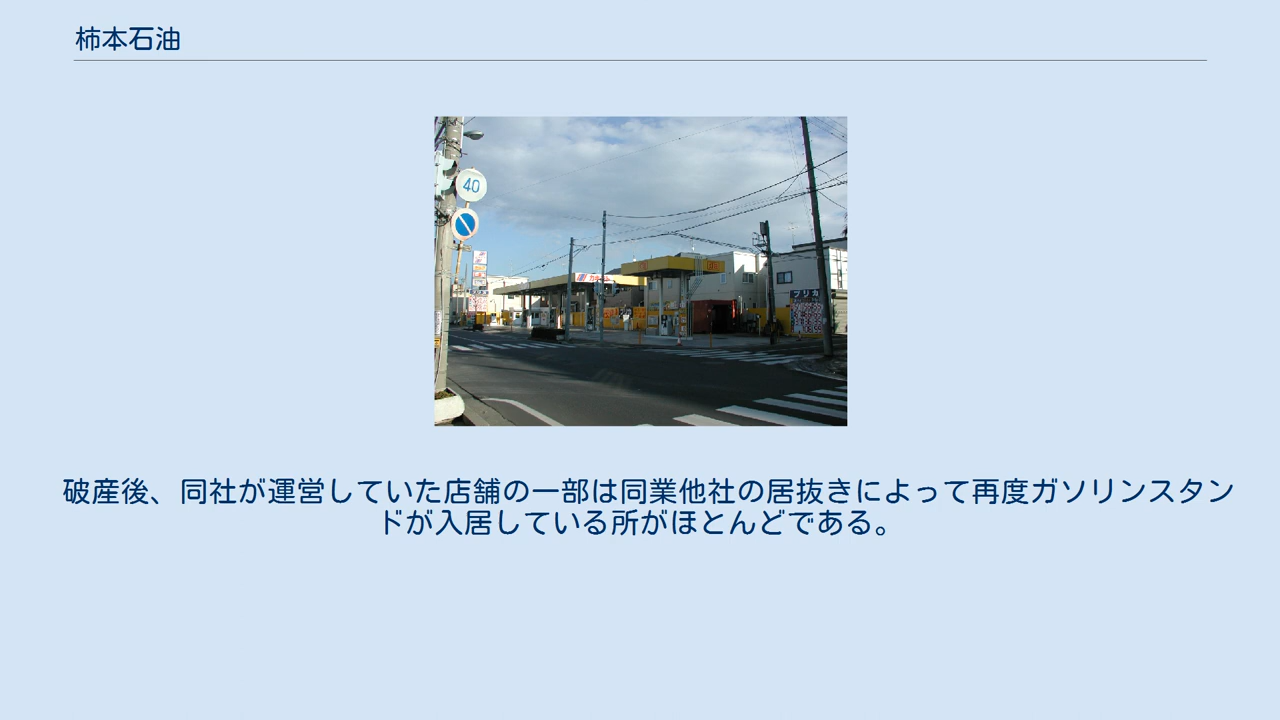 柿本石油
40
プリカ
破産後、同社が運営していた店舗の一部は同業他社の居抜きによって再度ガソリンスタン
ドが入居している所がほとんどである。